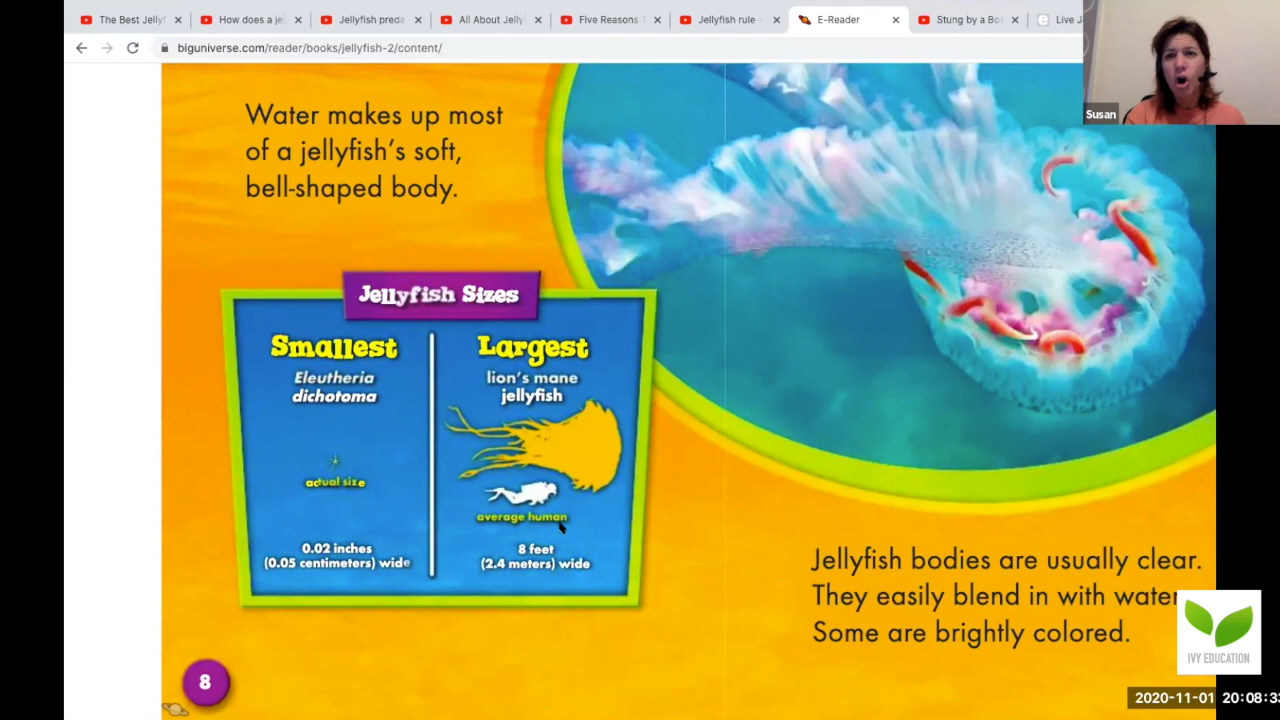 The Best Jelly
How does a je
Jellyfish preda
All About Jelly
Five Reasons
Jellyfish rule -
E-Reader
Stung by a Bo
Live J
biguniverse.com/reader/books/jellyfish-2/content/
Susan
Water makes up most
of a jellyfish's soft,
bell-shaped body.
Jellyfish Sizes
Smallest
Eleutheria
dichotoma
actual size
0.02 inches
(0.05 centimeters) wide
Largest
lion's mane
jellyfish
average human
8 feet
(2.4 meters) wide
Jellyfish bodies are usually clear.
They easily blend in with water
Some are brightly colored.
8
IVY EDUCATION
2020-11-01 20:08:3